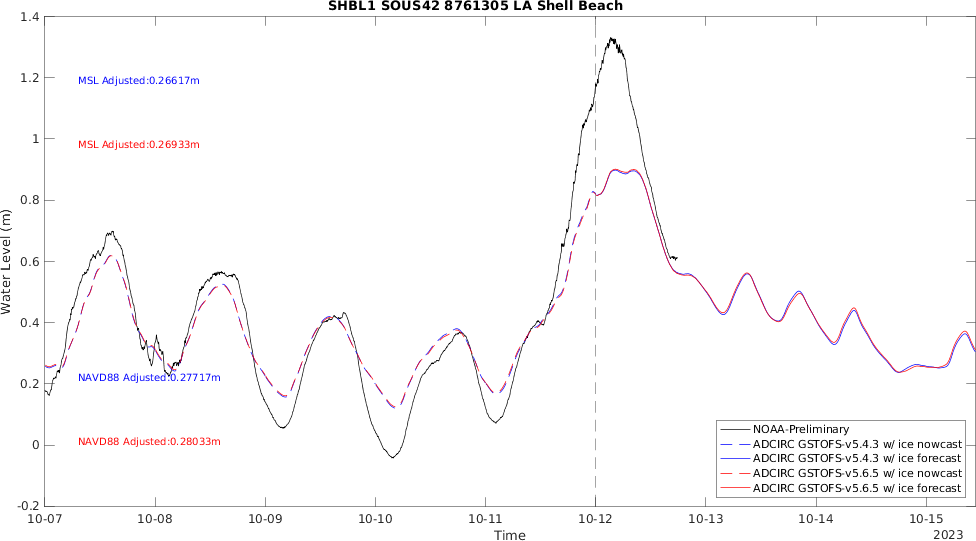 SHBL1 SOUS42 8761305 LA Shell Beach
1.4
1.2
1
0.8
0.6
0.4
0.2
0
-0.2
Water Level (m)
MSL Adjusted:0.26617m
MSL Adjusted:0.26933m
NAVD88 Adjusted:0.27717m
NAVD88 Adjusted:0.28033m
NOAA-Preliminary
ADCIRC GSTOFS-v5.4.3 w/ ice nowcast
ADCIRC GSTOFS-v5.4.3 w/ ice forecast
ADCIRC GSTOFS-v5.6.5 w/ ice nowcast
ADCIRC GSTOFS-v5.6.5 w/ ice forecast
10-07 10-08 10-09 10-10 10-11 10-12 10-13 10-14 10-15
Time
2023